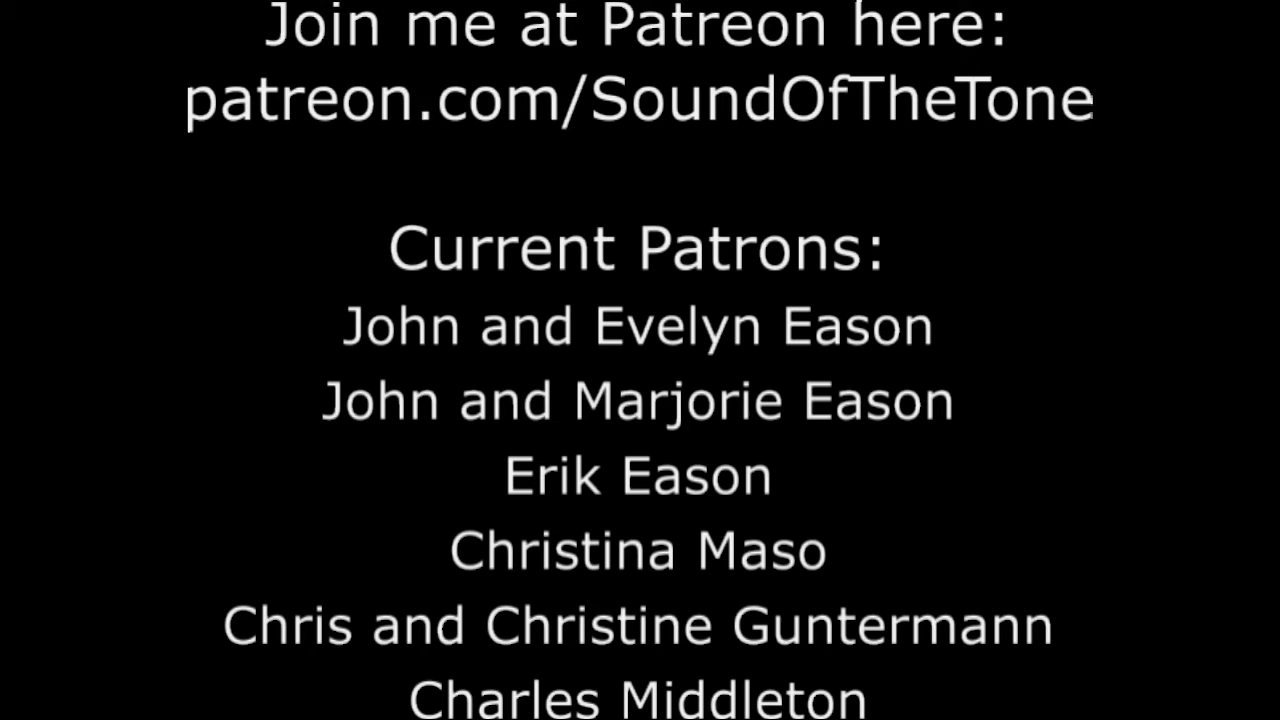 Join me at Patreon here:
patreon.com/SoundOfTheTone
Current Patrons:
John and Evelyn Eason
John and Marjorie Eason
Erik Eason
Christina Maso
Chris and Christine Guntermann
Charles Middleton